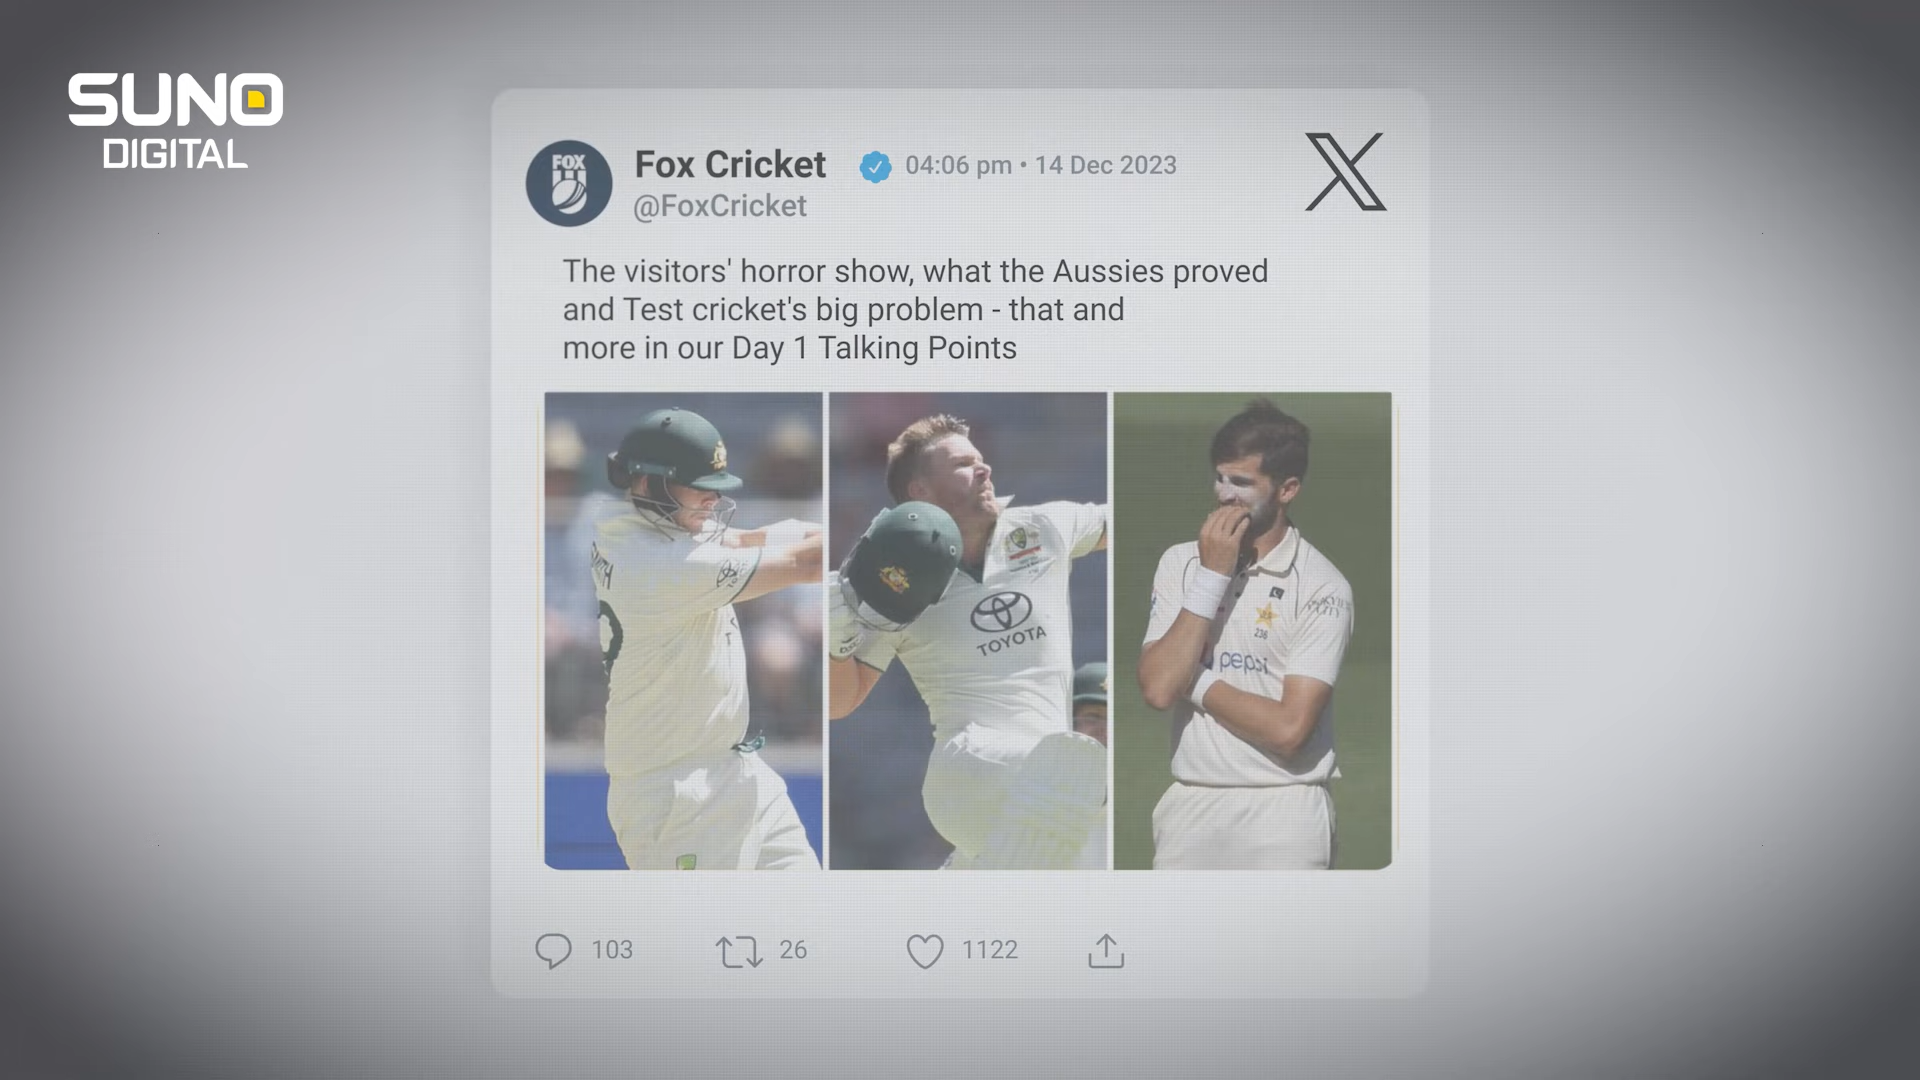 SUNO
DIGITAL
FOX
Fox Cricket 04:06 pm • 14 Dec 2023
@FoxCricket
X
The visitors' horror show, what the Aussies proved
and Test cricket's big problem - that and
more in our Day 1 Talking Points
TOYOTA
236
pepsi
103 26 1122